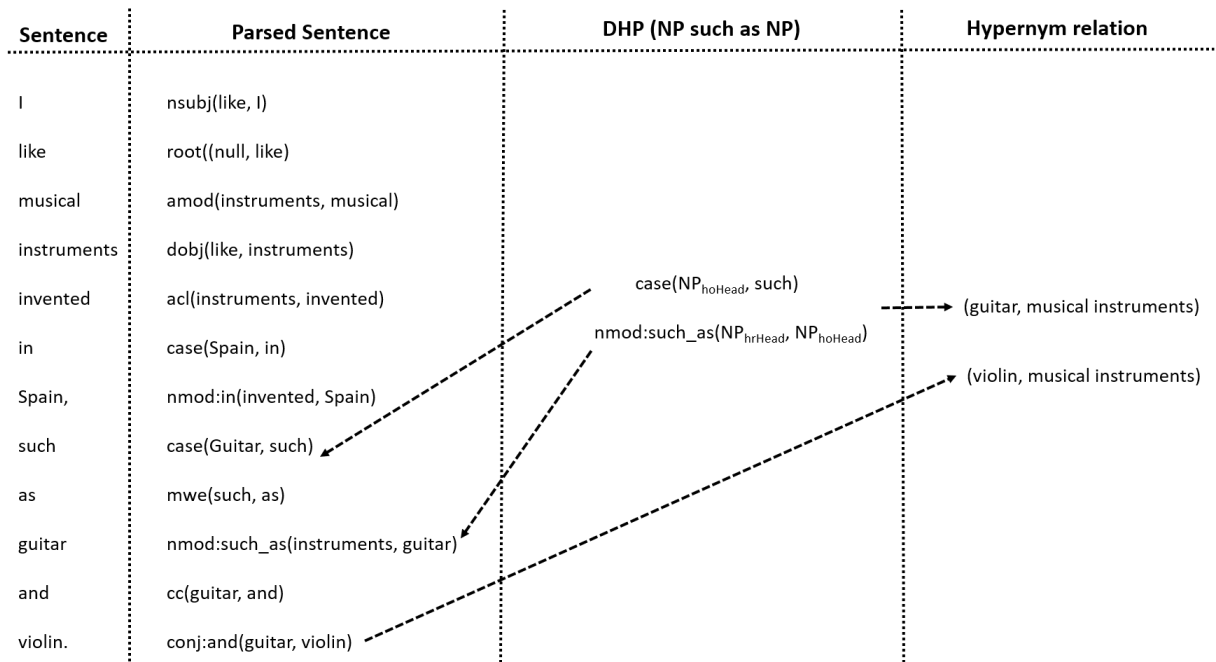 Sentence Parsed Sentence DHP (NP such as NP) Hypernym relation
I nsubj(like, I)
like root((null, like)
musical amod(instruments, musical)
instruments dobj(like, instruments)
invented acl(instruments, invented)
case(NPhoHead, such)
(guitar, musical instruments)
nmod:such_as(NPhrHead, NPhoHead)
in case(Spain, in)
(violin, musical instruments)
Spain, nmod:in(invented, Spain)
such case(Guitar, such)
as mwe(such, as)
guitar nmod:such_as(instruments, guitar)
and cc(guitar, and)
violin. conj:and(guitar, violin)